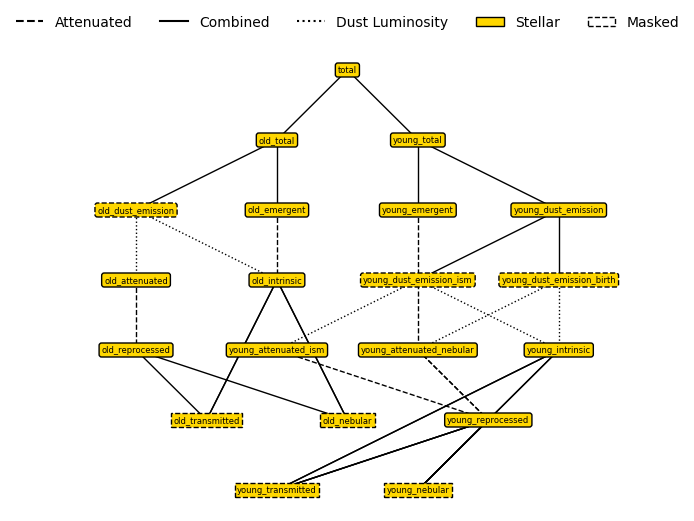 Attenuated Combined Dust Luminosity Stellar Masked
total
old_total young_total
old_dust_emission old_emergent young_emergent young_dust_emission
old_attenuated old_intrinsic young_dust_emission_ism young_dust_emission_birth
old_reprocessed young_attenuated_ism young_attenuated_nebular young_intrinsic
old_transmitted old_nebular young_reprocessed
young_transmitted young_nebular